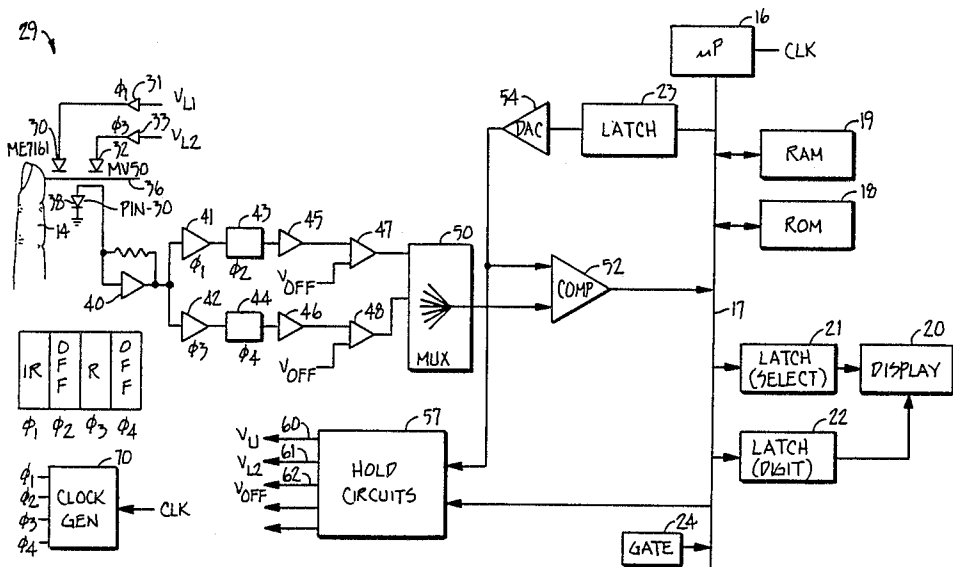 29
16
μP
CLK
ϕ1 31
VL1
30
ME7161
ϕ3 33
VL2
32
MV50
36
38
PIN-30
14
40
54
DAC
23
LATCH
19
RAM
18
ROM
41
ϕ1
43
ϕ2
45
47
VOFF
50
MUX
52
COMP
42
ϕ3
44
ϕ4
46
48
VOFF
17
21
LATCH
(SELECT)
20
DISPLAY
22
LATCH
(DIGIT)
IR
OFF
R
OFF
ϕ1 ϕ2 ϕ3 ϕ4
60
VL1
61
VL2
62
VOFF
57
HOLD
CIRCUITS
70
ϕ1
ϕ2
ϕ3
ϕ4
CLOCK
GEN
CLK
24
GATE